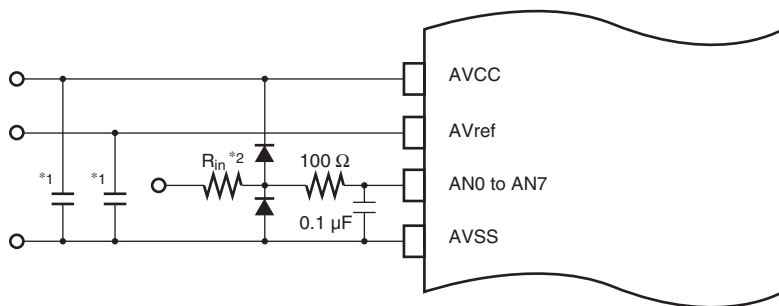 AVCC
AVref
*1
*1
Rin *2
100 Ω
AN0 to AN7
0.1 µF
AVSS